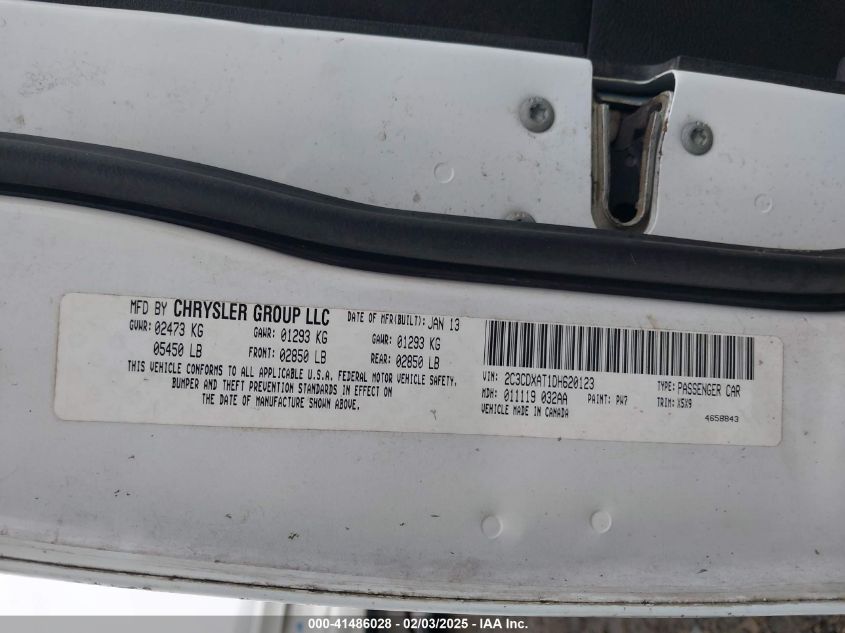 MFD BY CHRYSLER GROUP LLC DATE OF MFR(BUILT): JAN 13
GVWR: 02473 KG GAWR: 01293 KG GAWR: 01293 KG
05450 LB FRONT: 02850 LB REAR: 02850 LB
THIS VEHICLE CONFORMS TO ALL APPLICABLE U.S.A. FEDERAL MOTOR VEHICLE SAFETY,
BUMPER AND THEFT PREVENTION STANDARDS IN EFFECT ON
THE DATE OF MANUFACTURE SHOWN ABOVE.
VIN: 2C3CDXAT1DH620123 TYPE: PASSENGER CAR
MDH: 011119 032AA PAINT: PW7 TRIM: X5X9
VEHICLE MADE IN CANADA 4658843
000-41486028 - 02/03/2025 - IAA Inc.